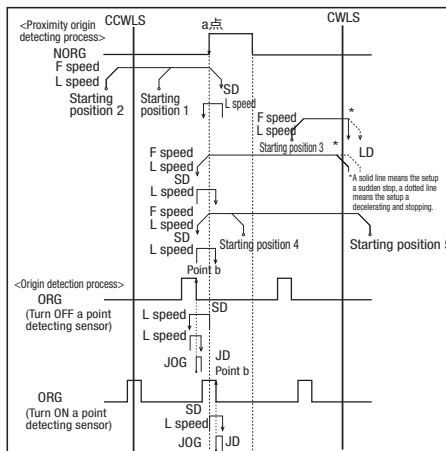 CCWLS
a点
CWLS
<Proximity origin
detecting process>
NORG
F speed
L speed
SD
L speed
Starting
position 2
Starting
position 1
F speed
L speed
*
Starting position 3
LD
F speed
*
L speed
SD
*A solid line means the setup
a sudden stop, a dotted line
means the setup a
decelerating and stopping.
L speed
F speed
L speed
SD
Starting position 4
Starting position 5
L speed
Point b
<Origin detection process>
ORG
(Turn OFF a point
detecting sensor)
SD
L speed
L speed
JOG
JD
Point b
ORG
(Turn ON a point
detecting sensor)
SD
L speed
JOG
JD